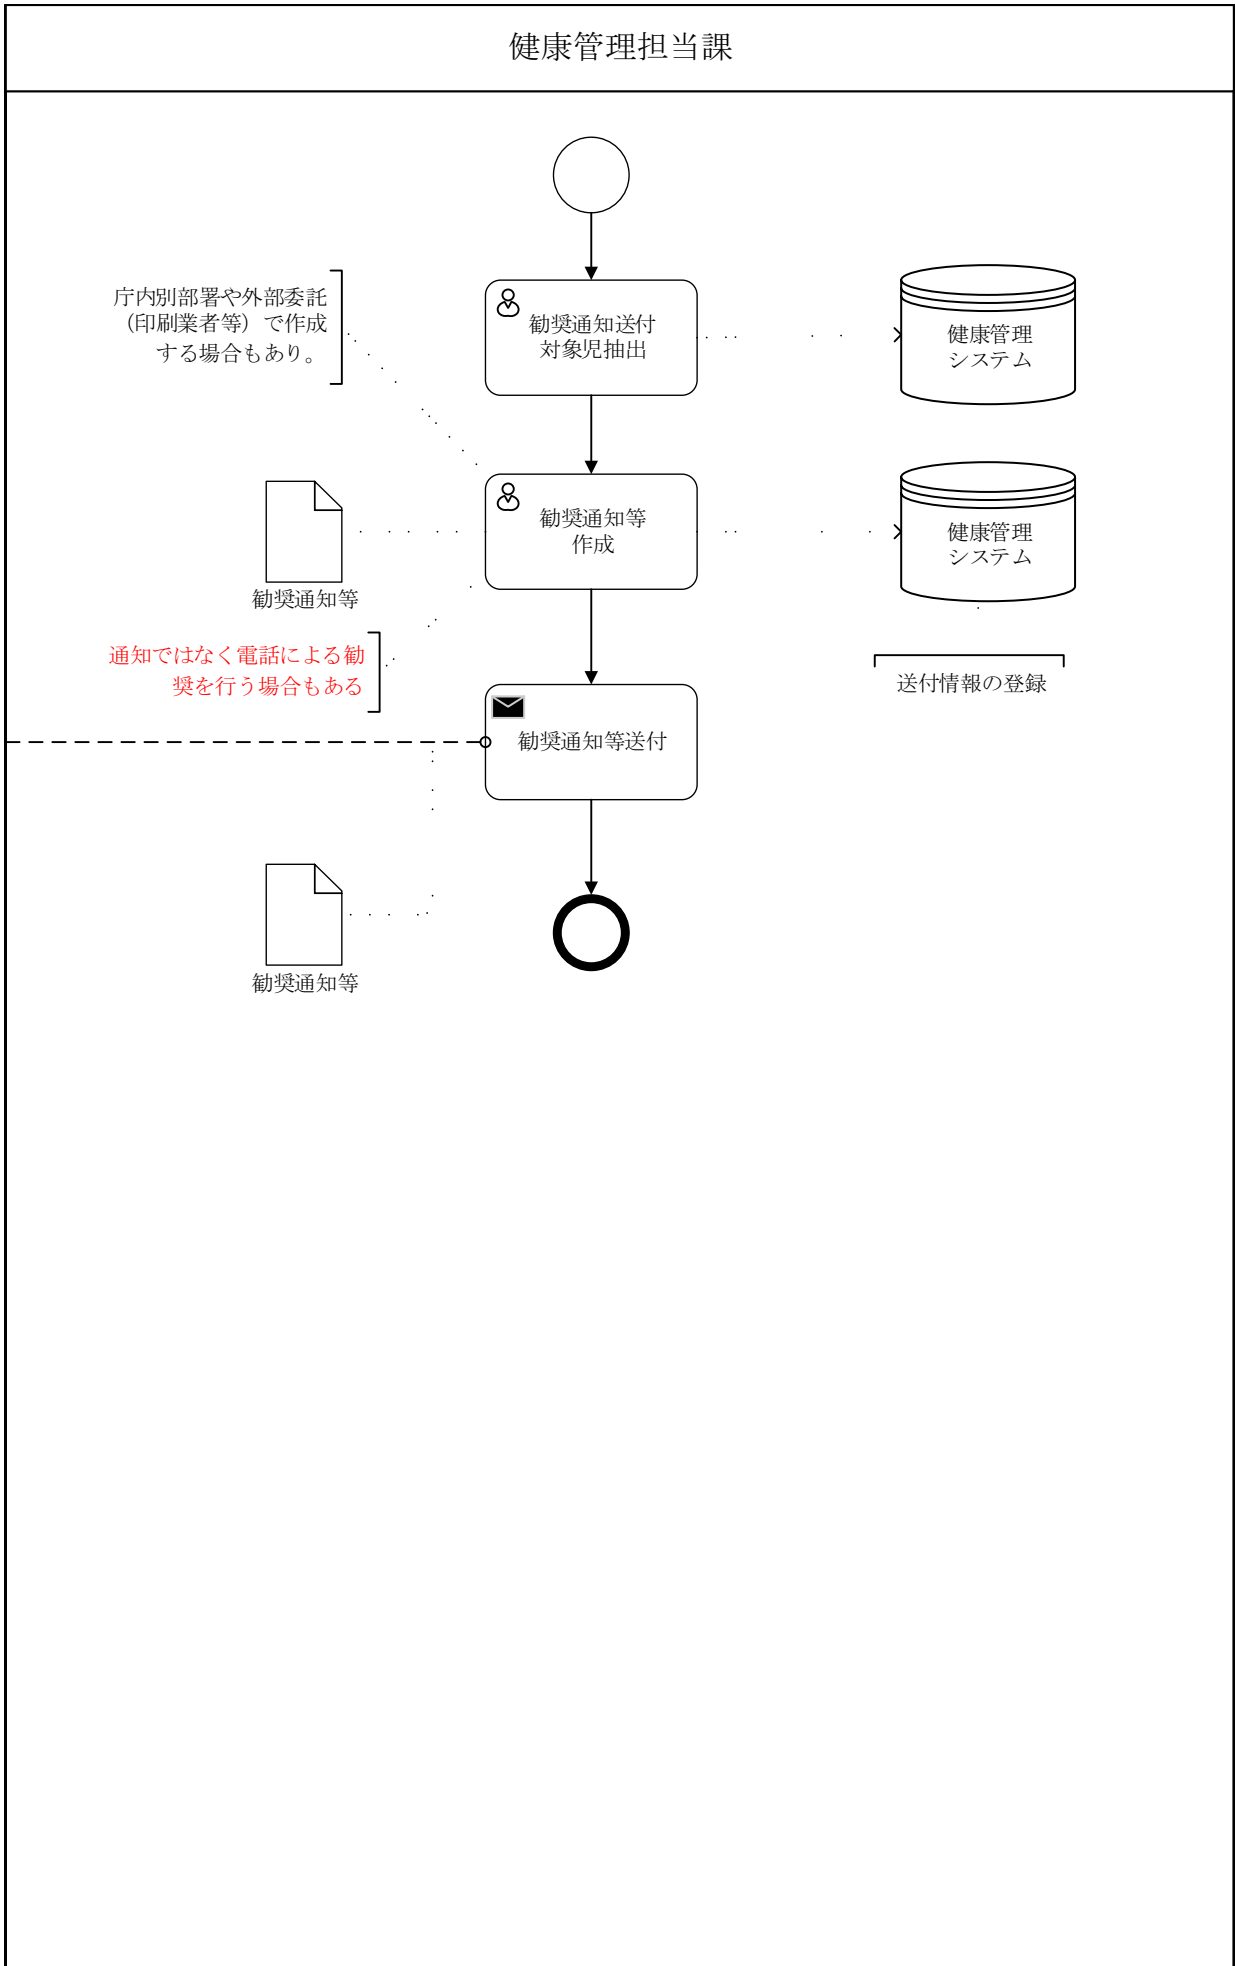 健康管理担当課
庁内別部署や外部委託
（印刷業者等）で作成
する場合もあり。
勧奨通知送付
対象児抽出
健康管理
システム
勧奨通知等
作成
健康管理
システム
勧奨通知等
通知ではなく電話による勧
奨を行う場合もある
送付情報の登録
勧奨通知等送付
勧奨通知等